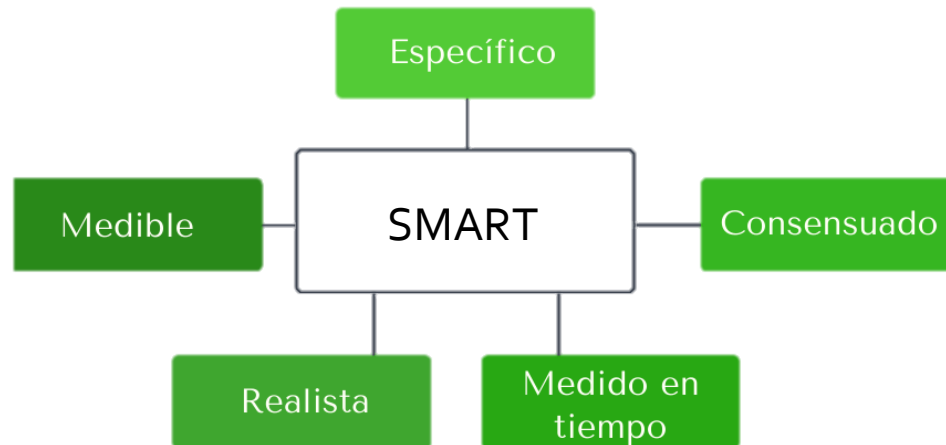 Específico
Medible
SMART
Consensuado
Realista
Medido en
tiempo